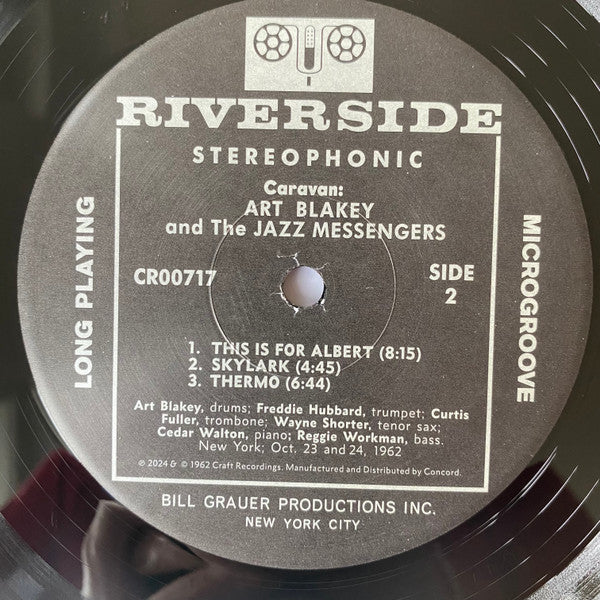 RIVERSIDE
STEREOPHONIC
Caravan:
ART BLAKEY
and The JAZZ MESSENGERS
LONG PLAYING
MICROGROOVE
CR00717
SIDE
2
1. THIS IS FOR ALBERT (8:15)
2. SKYLARK (4:45)
3. THERMO (6:44)
Art Blakey, drums; Freddie Hubbard, trumpet; Curtis
Fuller, trombone; Wayne Shorter, tenor sax;
Cedar Walton, piano; Reggie Workman, bass.
New York; Oct. 23 and 24, 1962
℗ 2024 & © 1962 Craft Recordings. Manufactured and Distributed by Concord.
BILL GRAUER PRODUCTIONS INC.
NEW YORK CITY